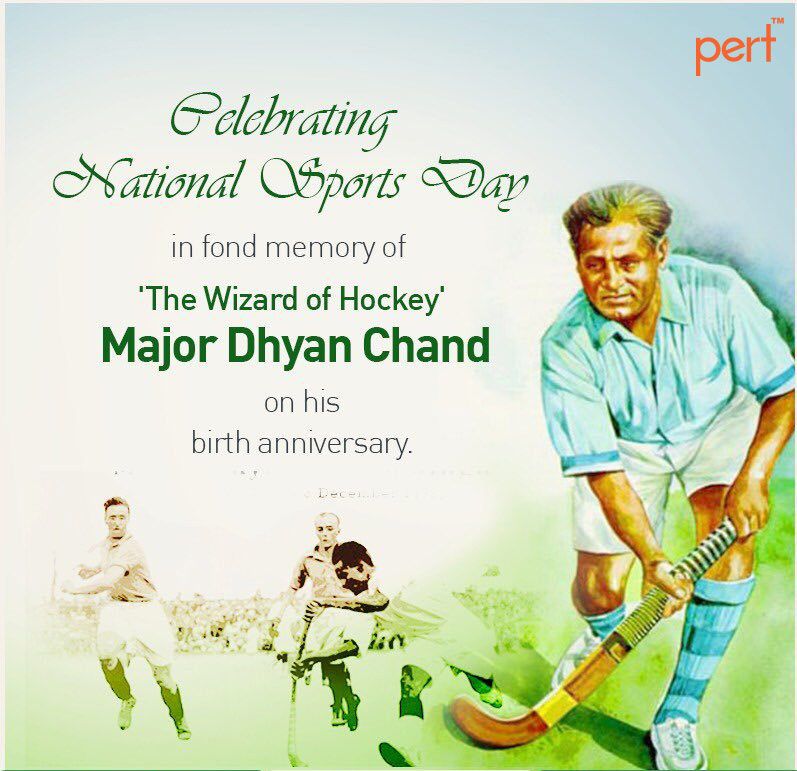 pert™
Celebrating
National Sports Day
in fond memory of
'The Wizard of Hockey'
Major Dhyan Chand
on his
birth anniversary.